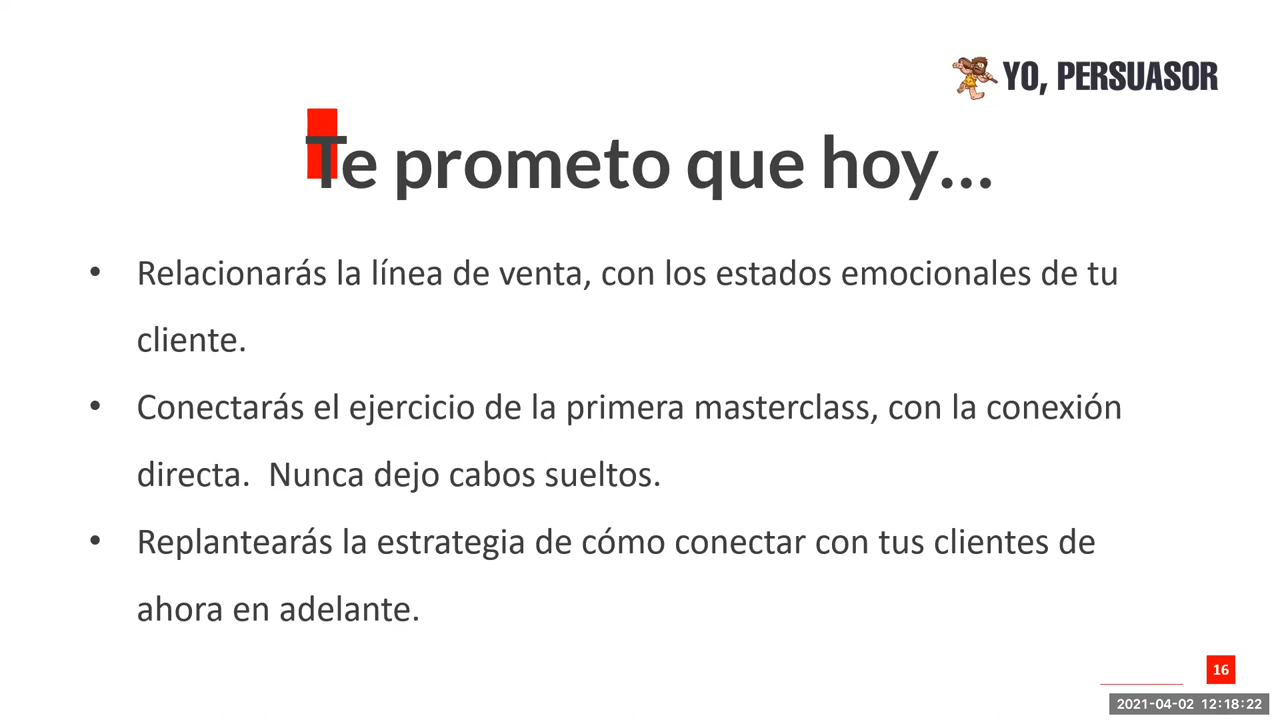 YO, PERSUASOR
Te prometo que hoy...
• Relacionarás la línea de venta, con los estados emocionales de tu
cliente.
• Conectarás el ejercicio de la primera masterclass, con la conexión
directa.  Nunca dejo cabos sueltos.
• Replantearás la estrategia de cómo conectar con tus clientes de
ahora en adelante.
16
2021-04-02 12:18:22